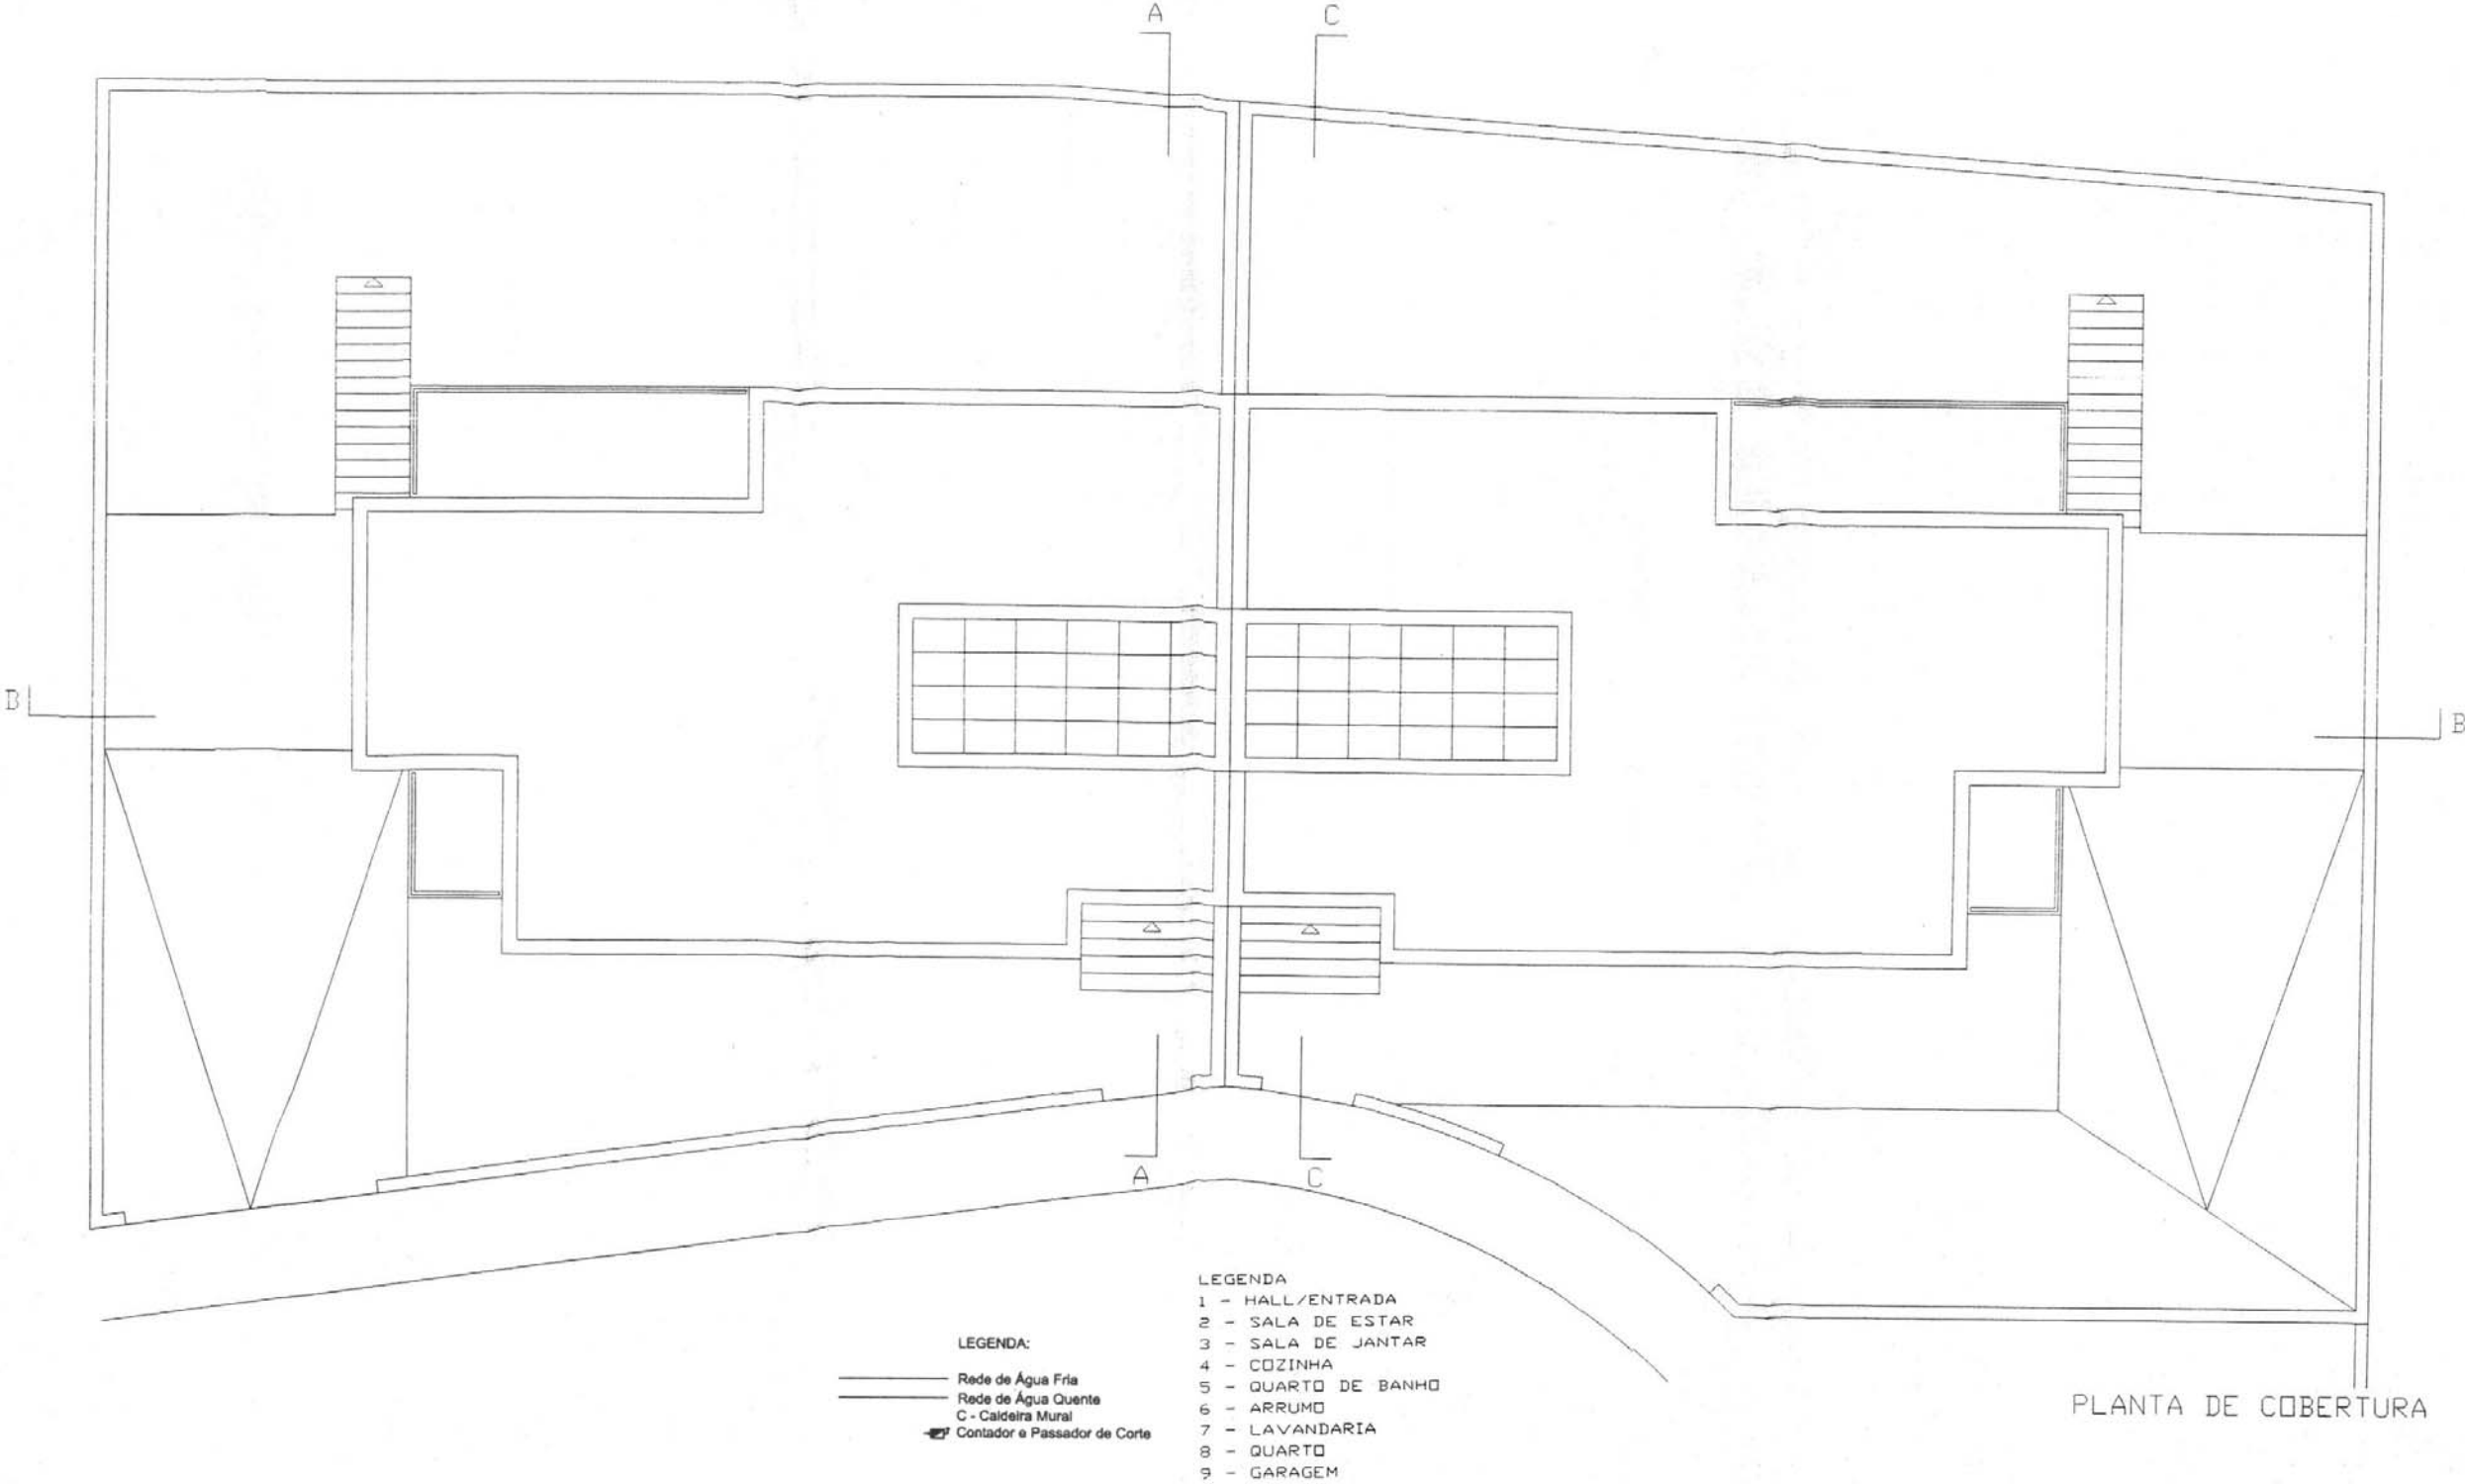 A
C
B
B
A
C
LEGENDA:
Rede de Água Fria
Rede de Água Quente
C - Caldeira Mural
Contador e Passador de Corte
LEGENDA
1 - HALL/ENTRADA
2 - SALA DE ESTAR
3 - SALA DE JANTAR
4 - COZINHA
5 - QUARTO DE BANHO
6 - ARRUMO
7 - LAVANDARIA
8 - QUARTO
9 - GARAGEM
PLANTA DE COBERTURA